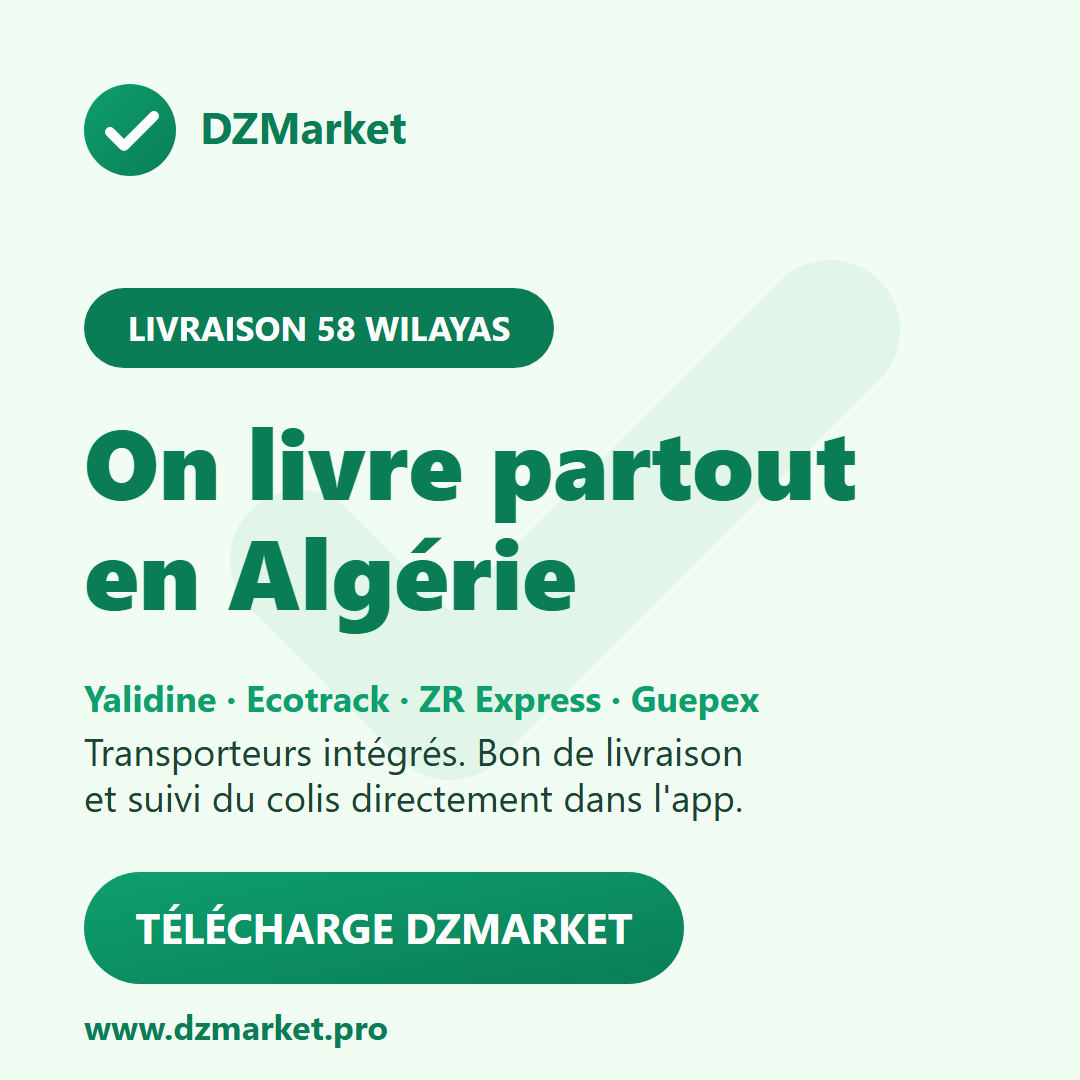 DZMarket
LIVRAISON 58 WILAYAS
On livre partout
en Algérie
Yalidine · Ecotrack · ZR Express · Guepex
Transporteurs intégrés. Bon de livraison
et suivi du colis directement dans l'app.
TÉLÉCHARGE DZMARKET
www.dzmarket.pro